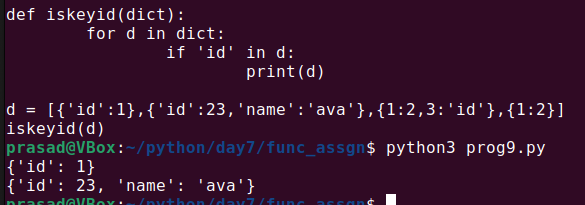 def iskeyid(dict):
        for d in dict:
                if 'id' in d:
                        print(d)

d = [{'id':1},{'id':23,'name':'ava'},{1:2,3:'id'},{1:2}]
iskeyid(d)
prasad@VBox:~/python/day7/func_assgn$ python3 prog9.py
{'id': 1}
{'id': 23, 'name': 'ava'}
prasad@VBox:~/python/day7/func_assgn$